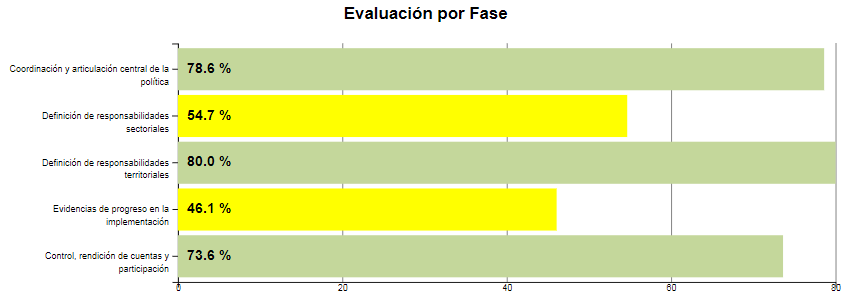 Evaluación por Fase
Coordinación y articulación central de la
política
78.6 %
Definición de responsabilidades
sectoriales
54.7 %
Definición de responsabilidades
territoriales
80.0 %
Evidencias de progreso en la
implementación
46.1 %
Control, rendición de cuentas y
participación
73.6 %
0 20 40 60 80